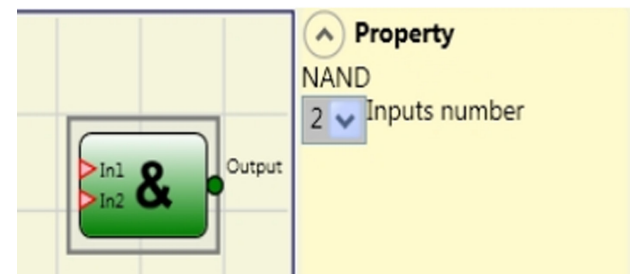 Property
NAND
2 Inputs number
In1
In2
&
Output